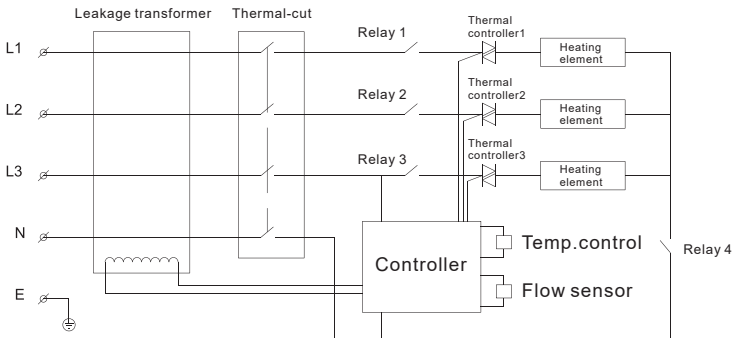 Leakage transformer
Thermal-cut
L1
Relay 1
Thermal
controller1
Heating
element
L2
Relay 2
Thermal
controller2
Heating
element
L3
Relay 3
Thermal
controller3
Heating
element
N
Controller
Temp.control
Relay 4
E
Flow sensor